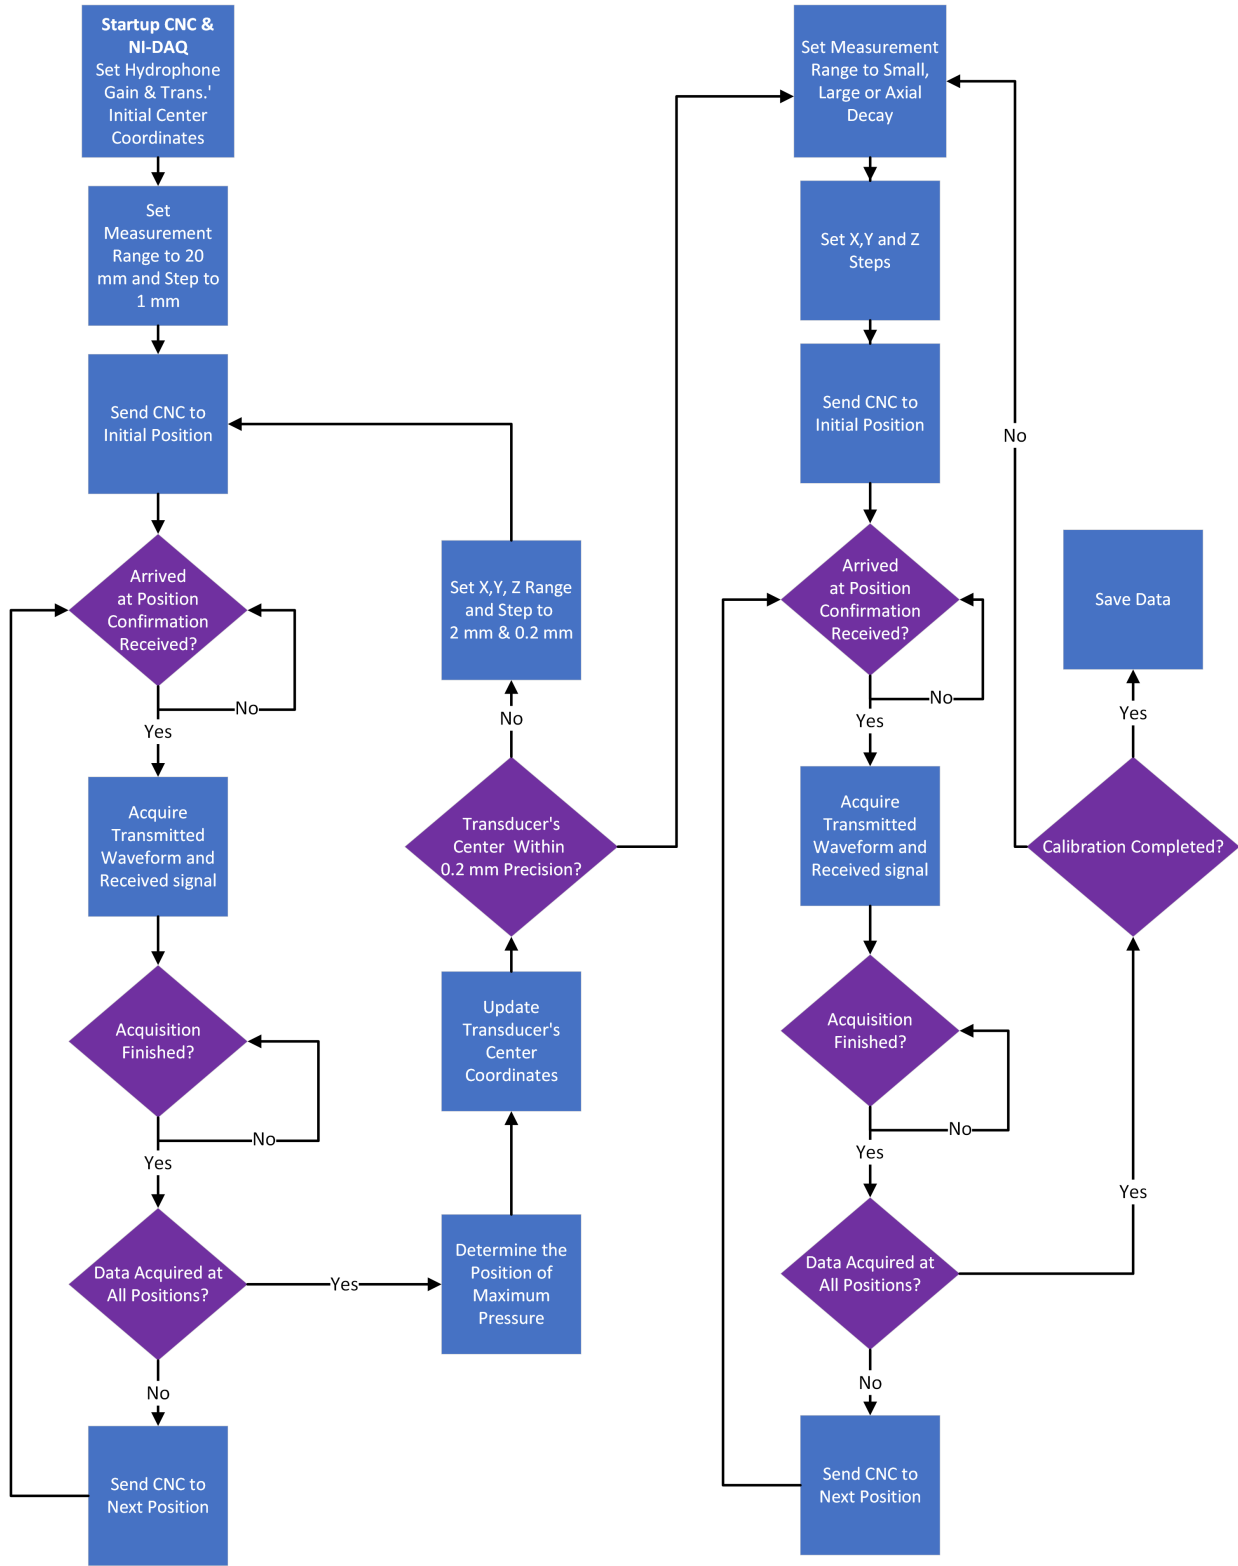 Startup CNC &
NI-DAQ
Set Hydrophone
Gain & Trans.'
Initial Center
Coordinates
Set
Measurement
Range to 20
mm and Step to
1 mm
Send CNC to
Initial Position
Arrived
at Position
Confirmation
Received?
No
Yes
Acquire
Transmitted
Waveform and
Received signal
Acquisition
Finished?
No
Yes
Data Acquired at
All Positions?
Yes
No
Send CNC to
Next Position
Determine the
Position of
Maximum
Pressure
Update
Transducer's
Center
Coordinates
Transducer's
Center  Within
0.2 mm Precision?
No
Set X,Y, Z Range
and Step to
2 mm & 0.2 mm
Set Measurement
Range to Small,
Large or Axial
Decay
Set X,Y and Z
Steps
Send CNC to
Initial Position
Arrived
at Position
Confirmation
Received?
No
Yes
Acquire
Transmitted
Waveform and
Received signal
Acquisition
Finished?
No
Yes
Data Acquired at
All Positions?
Yes
No
Send CNC to
Next Position
Calibration Completed?
No
Yes
Save Data